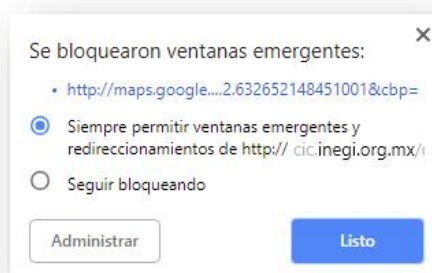 Se bloquearon ventanas emergentes:
• http://maps.google....2.632652148451001&cbp=
Siempre permitir ventanas emergentes y
redireccionamientos de http:// cic.inegi.org.mx/
Seguir bloqueando
Administrar
Listo